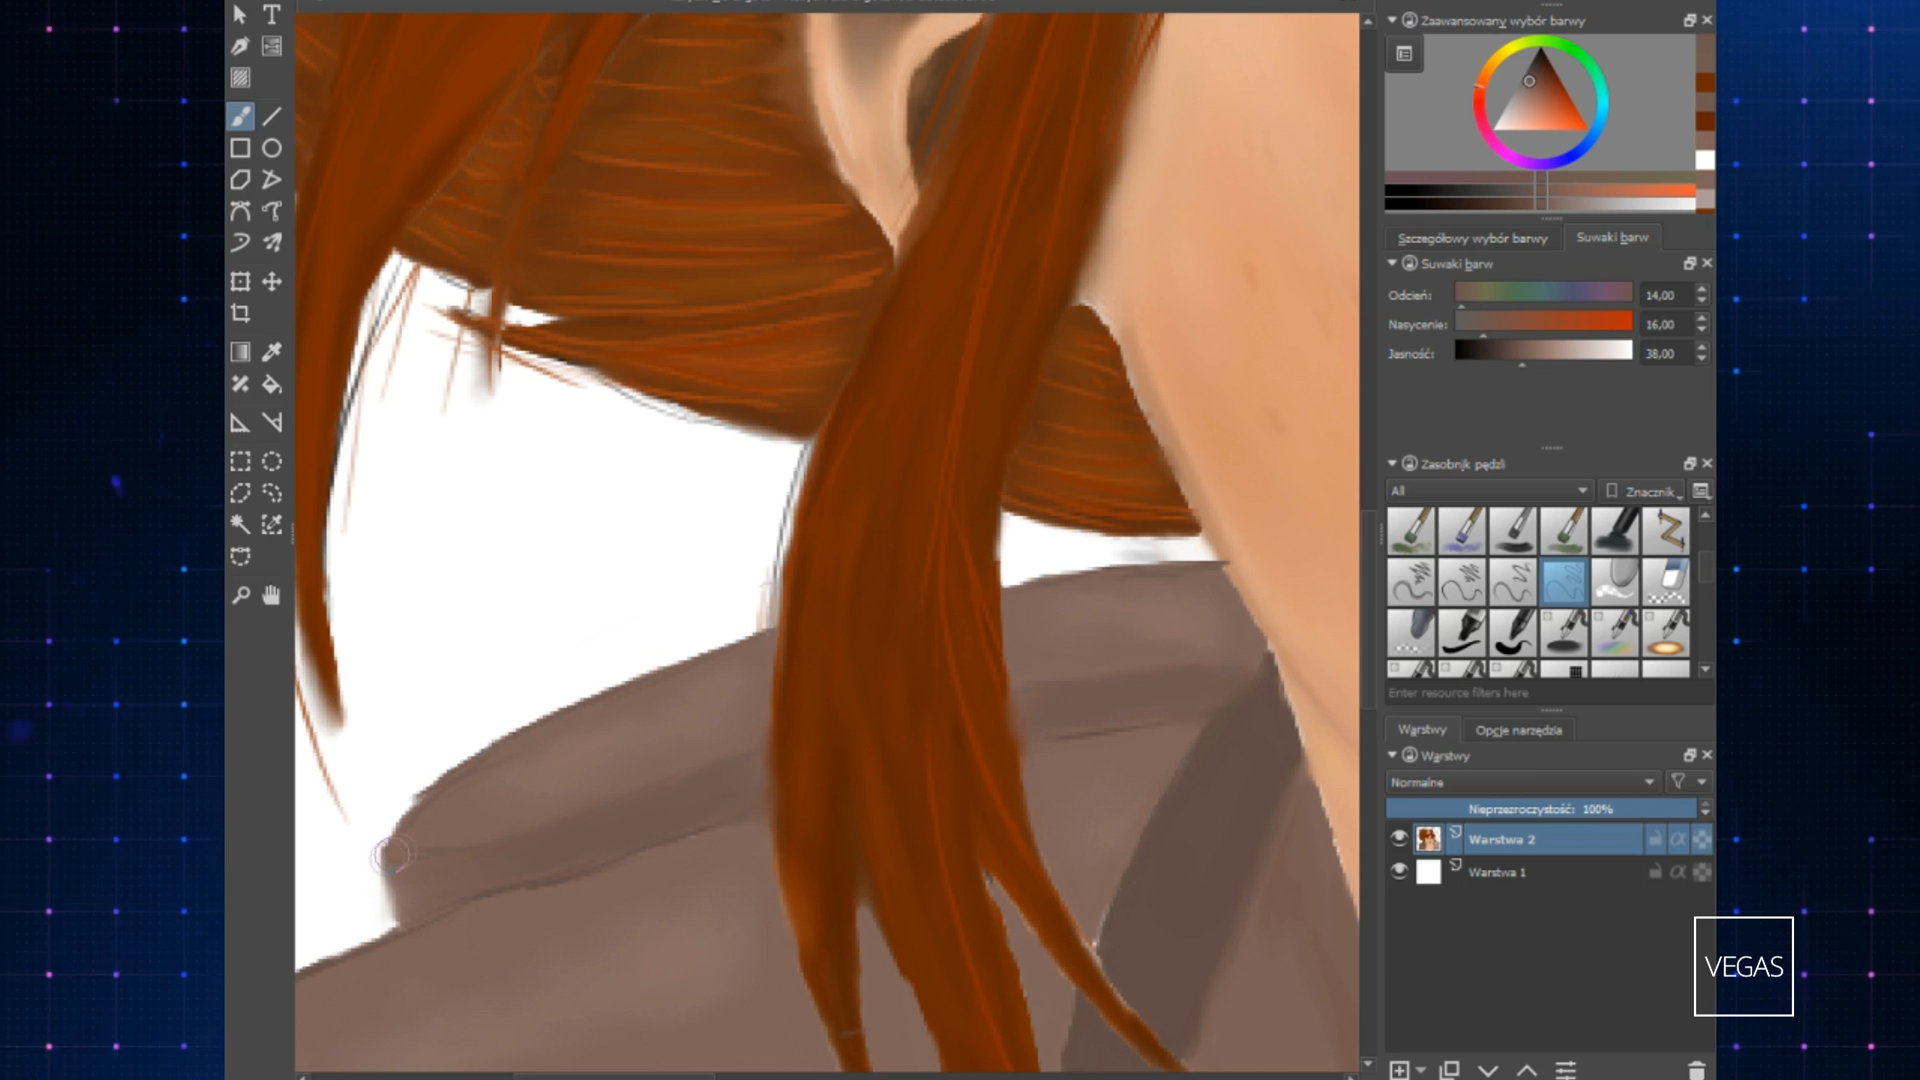 Zaawansowany wybór barwy
Szczegółowy wybór barwy
Suwaki barw
Suwaki barw
Odcień:
14,00
Nasycenie:
16,00
Jasność:
38,00
Zasobnik pędzli
All
Znacznik
Enter resource filters here
Warstwy
Opcje narzędzia
Warstwy
Normalne
Nieprzezroczystość: 100%
Warstwa 2
Warstwa 1
VEGAS